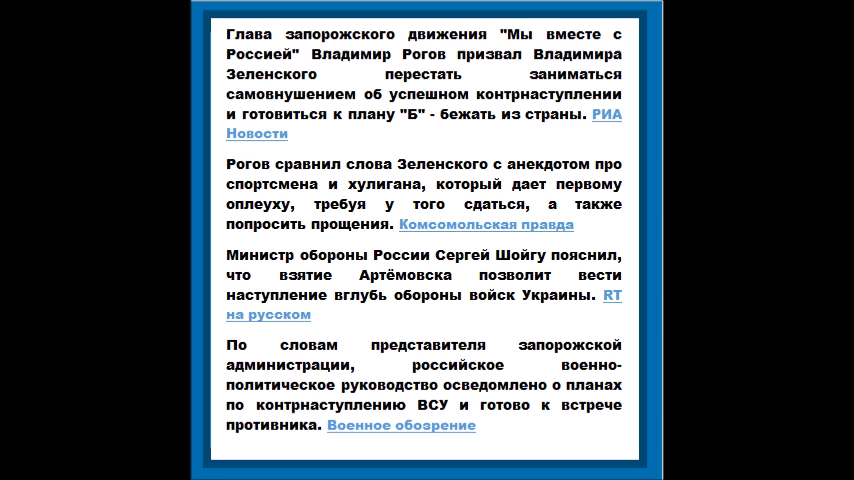 Глава запорожского движения "Мы вместе с
Россией" Владимир Рогов призвал Владимира
Зеленского перестать заниматься
самовнушением об успешном контрнаступлении
и готовиться к плану "Б" - бежать из страны. РИА
Новости
Рогов сравнил слова Зеленского с анекдотом про
спортсмена и хулигана, который дает первому
оплеуху, требуя у того сдаться, а также
попросить прощения. Комсомольская правда
Министр обороны России Сергей Шойгу пояснил,
что взятие Артёмовска позволит вести
наступление вглубь обороны войск Украины. RT
на русском
По словам представителя запорожской
администрации, российское военно-
политическое руководство осведомлено о планах
по контрнаступлению ВСУ и готово к встрече
противника. Военное обозрение